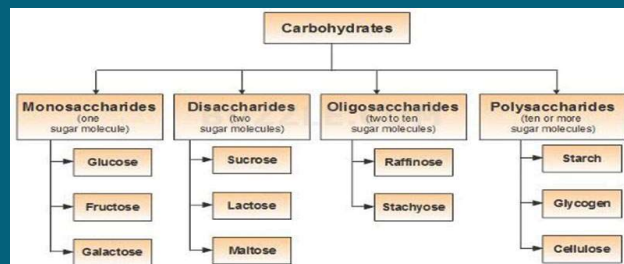 Carbohydrates
Monosaccharides
(one
sugar molecule)
Glucose
Fructose
Galactose
Disaccharides
(two
sugar molecules)
Sucrose
Lactose
Maltose
Oligosaccharides
(two to ten
sugar molecules)
Raffinose
Stachyose
Polysaccharides
(ten or more
sugar molecules)
Starch
Glycogen
Cellulose